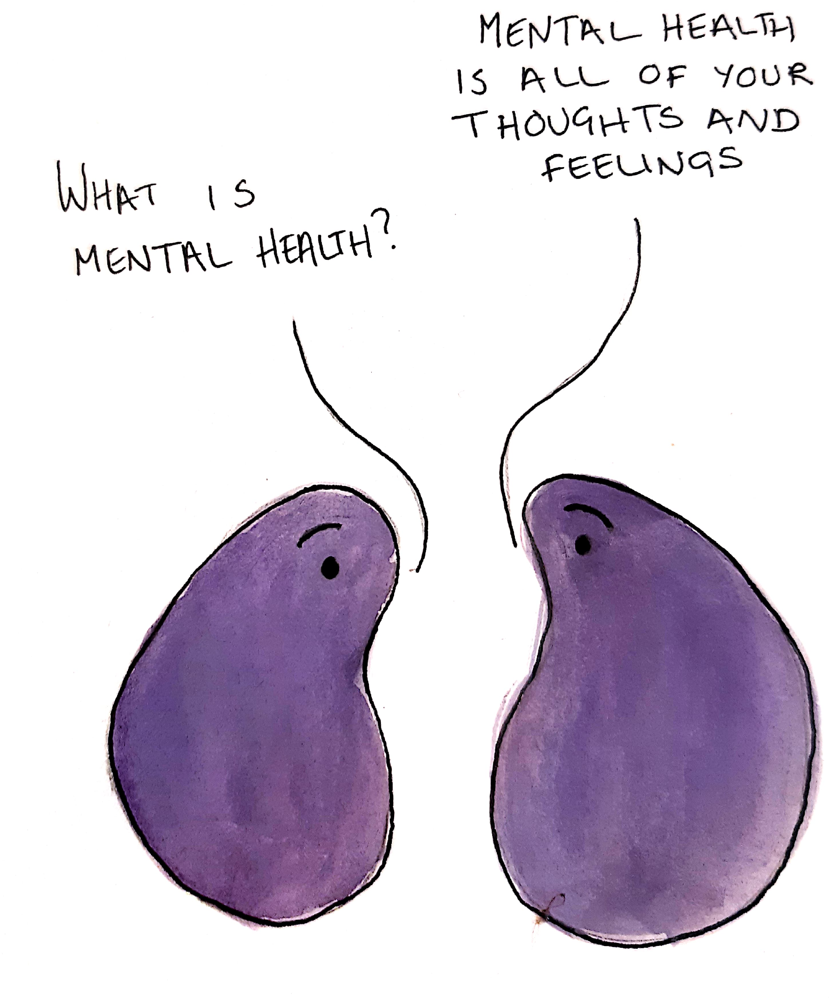 WHAT IS
MENTAL HEALTH?
MENTAL HEALTH
IS ALL OF YOUR
THOUGHTS AND
FEELINGS